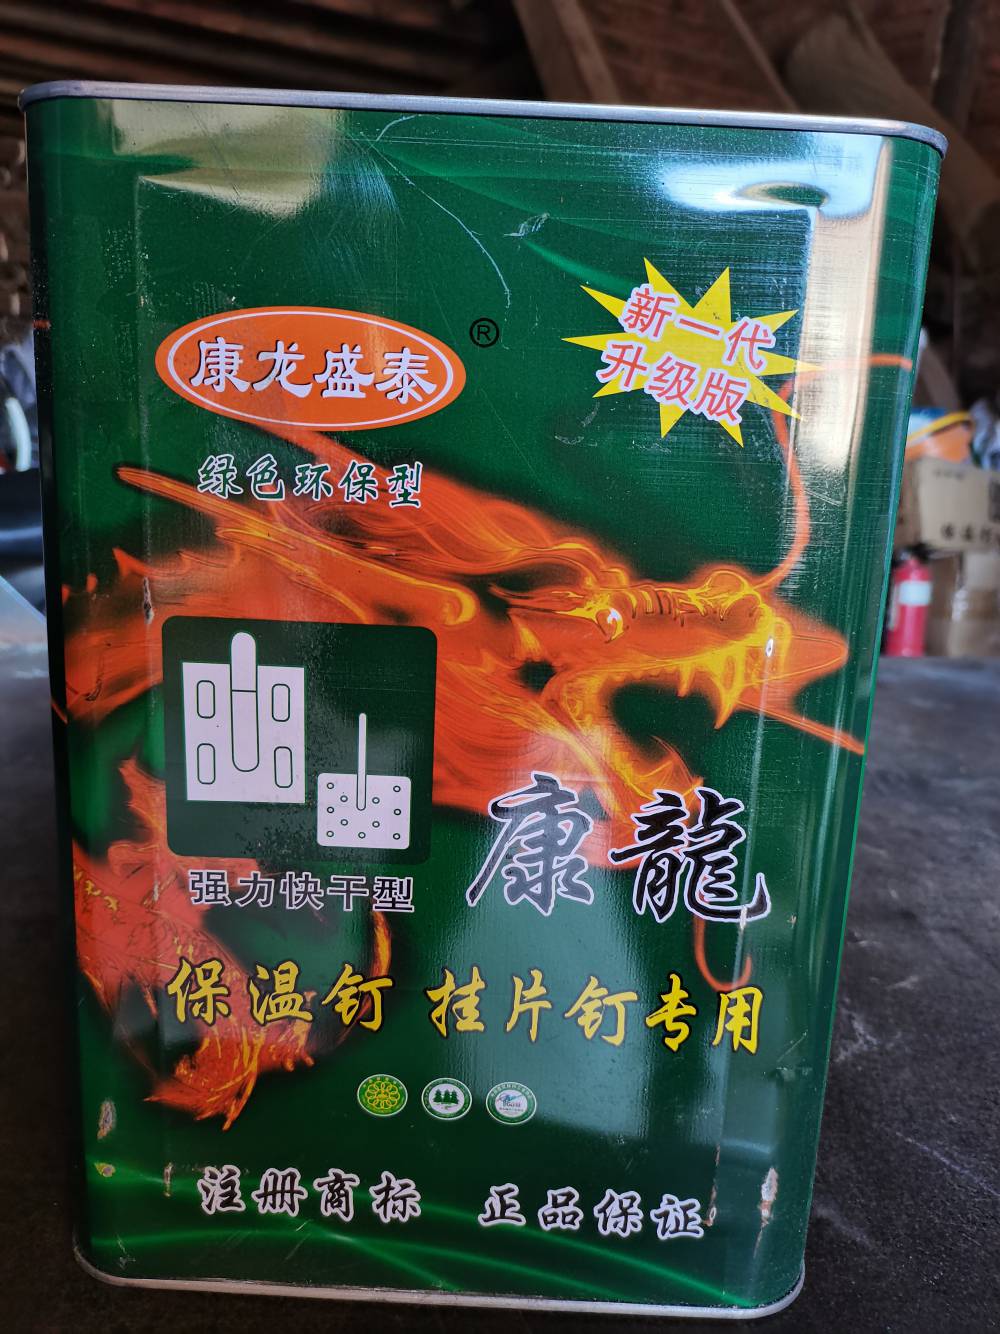 康龙盛泰
®
新一代
升级版
绿色环保型
强力快干型
康龍
保温钉 挂片钉专用
注册商标 正品保证